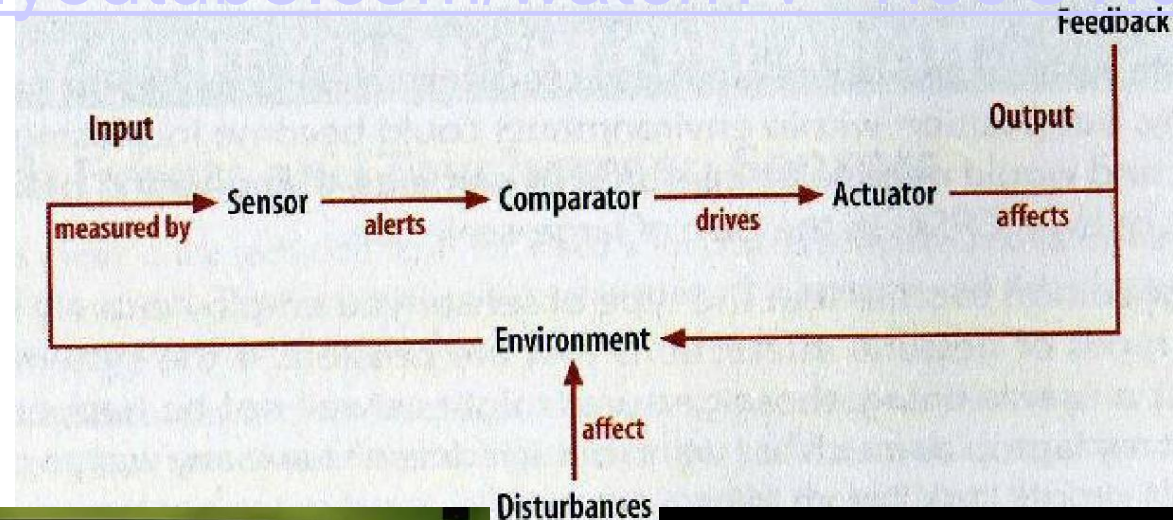 Feedback
Input
Output
Sensor
Comparator
Actuator
measured by
alerts
drives
affects
Environment
affect
Disturbances